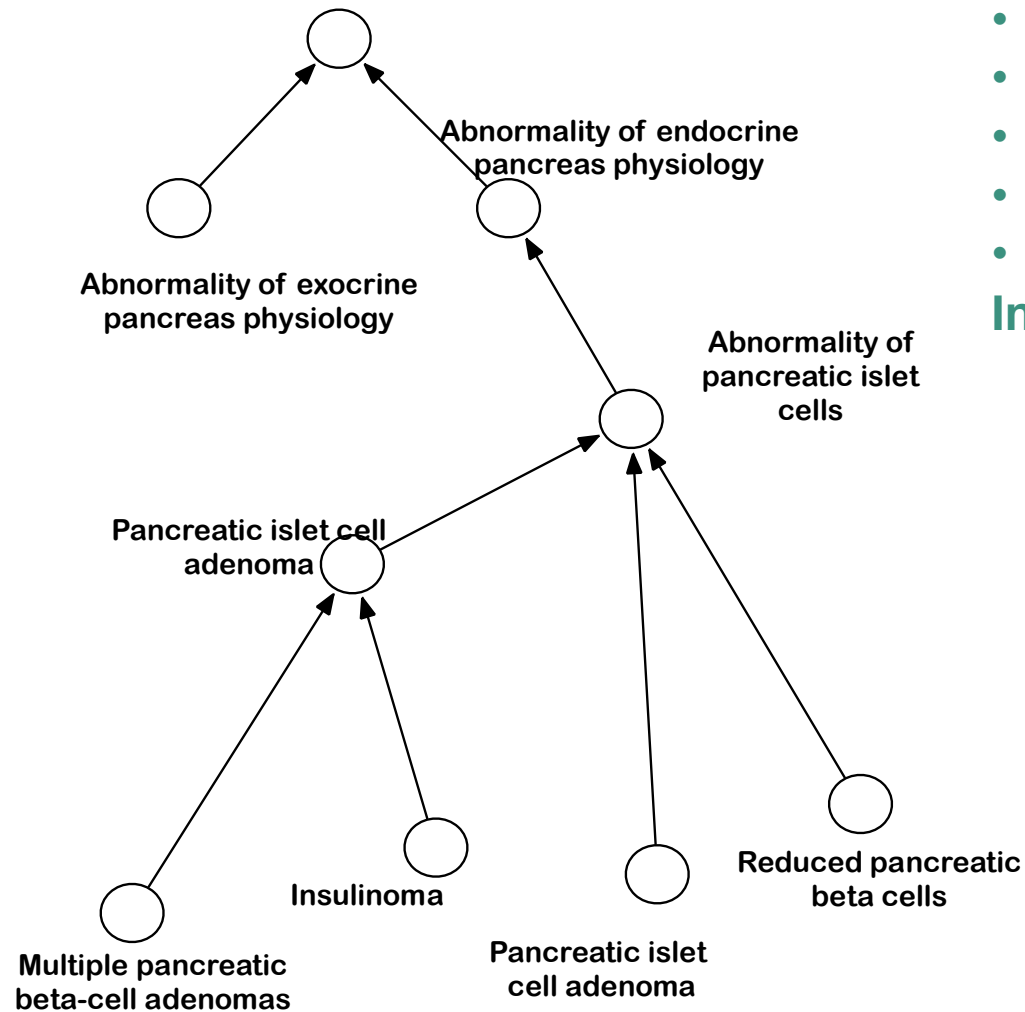 Abnormality of endocrine
pancreas physiology
Abnormality of exocrine
pancreas physiology
Abnormality of
pancreatic islet
cells
Pancreatic islet cell
adenoma
Insulinoma
Reduced pancreatic
beta cells
Multiple pancreatic
beta-cell adenomas
Pancreatic islet
cell adenoma